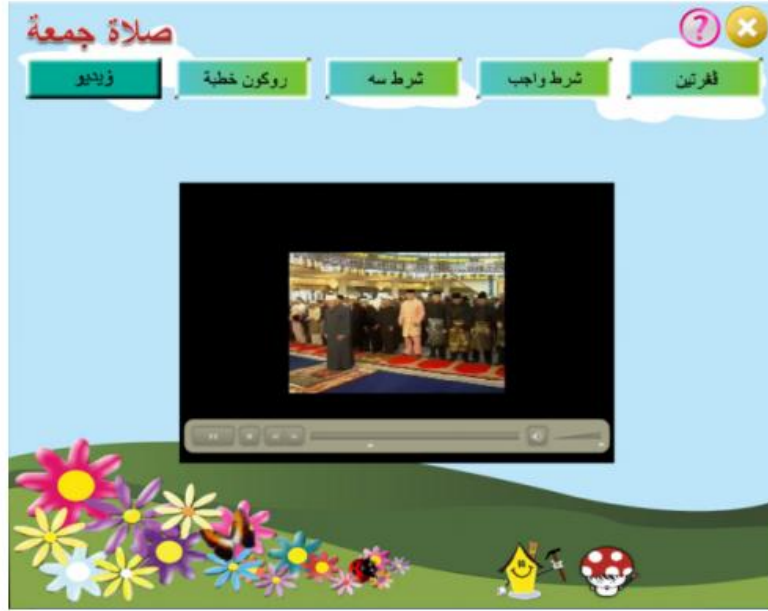 صلاة جمعة
ڤڠرتين
شرط واجب
شرط سه
روكون خطبة
ۏيديو
?